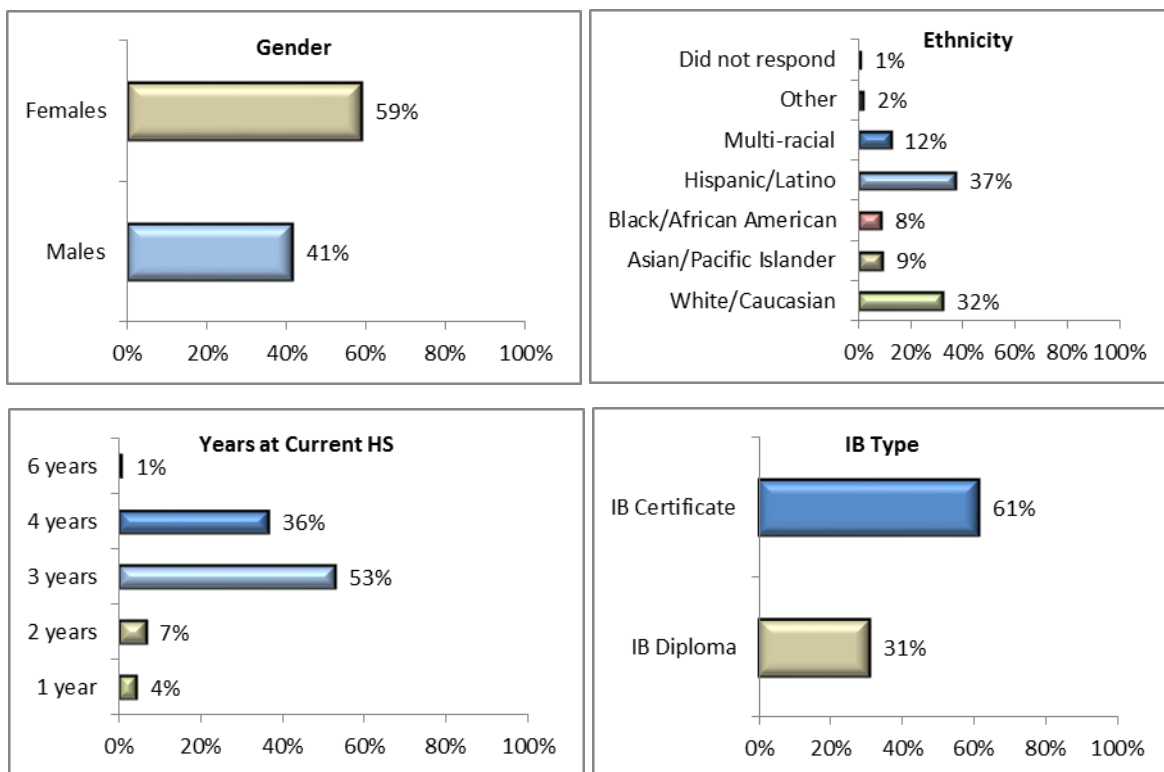 Gender
Females
59%
Males
41%
0% 20% 40% 60% 80% 100%
Ethnicity
Did not respond
1%
Other
2%
Multi-racial
12%
Hispanic/Latino
37%
Black/African American
8%
Asian/Pacific Islander
9%
White/Caucasian
32%
0% 20% 40% 60% 80% 100%
Years at Current HS
6 years
1%
4 years
36%
3 years
53%
2 years
7%
1 year
4%
0% 20% 40% 60% 80% 100%
IB Type
IB Certificate
61%
IB Diploma
31%
0% 20% 40% 60% 80% 100%